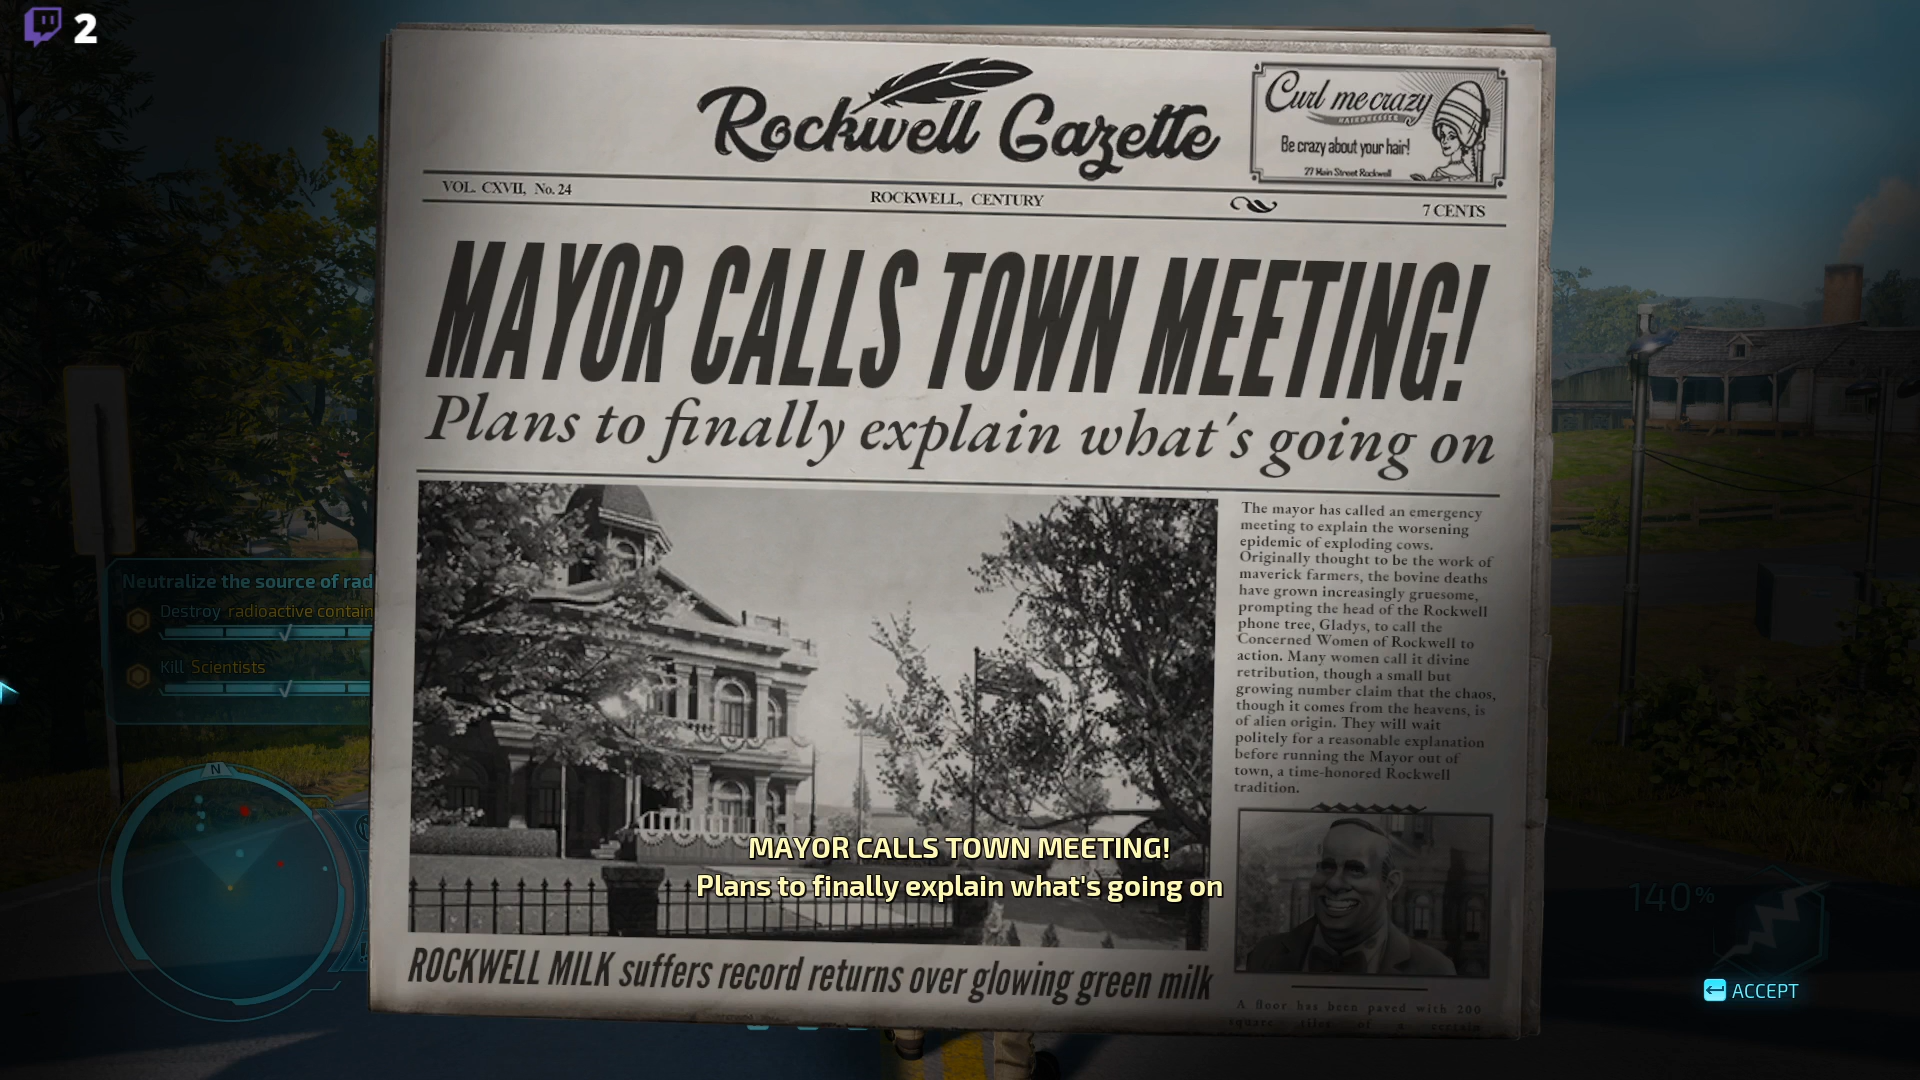 2
Rockwell Gazette
Curl me crazy
HAIRDRESSER
Be crazy about your hair!
27 Main Street Rockwell
VOL. CXVII, No. 24
ROCKWELL, CENTURY
7 CENTS
MAYOR CALLS TOWN MEETING!
Plans to finally explain what's going on
The mayor has called an emergency
meeting to explain the worsening
epidemic of exploding cows.
Originally thought to be the work of
maverick farmers, the bovine deaths
have grown increasingly gruesome,
prompting the head of the Rockwell
phone tree, Gladys, to call the
Concerned Women of Rockwell to
action. Many women call it divine
retribution, though a small but
growing number claim that the chaos,
though it comes from the heavens, is
of alien origin. They will wait
politely for a reasonable explanation
before running the Mayor out of
town, a time-honored Rockwell
tradition.
Neutralize the source of rad
Destroy radioactive contain
Kill Scientists
N
MAYOR CALLS TOWN MEETING!
Plans to finally explain what's going on
ROCKWELL MILK suffers record returns over glowing green milk
A floor has been paved with 200
square tiles of a certain
140%
ACCEPT